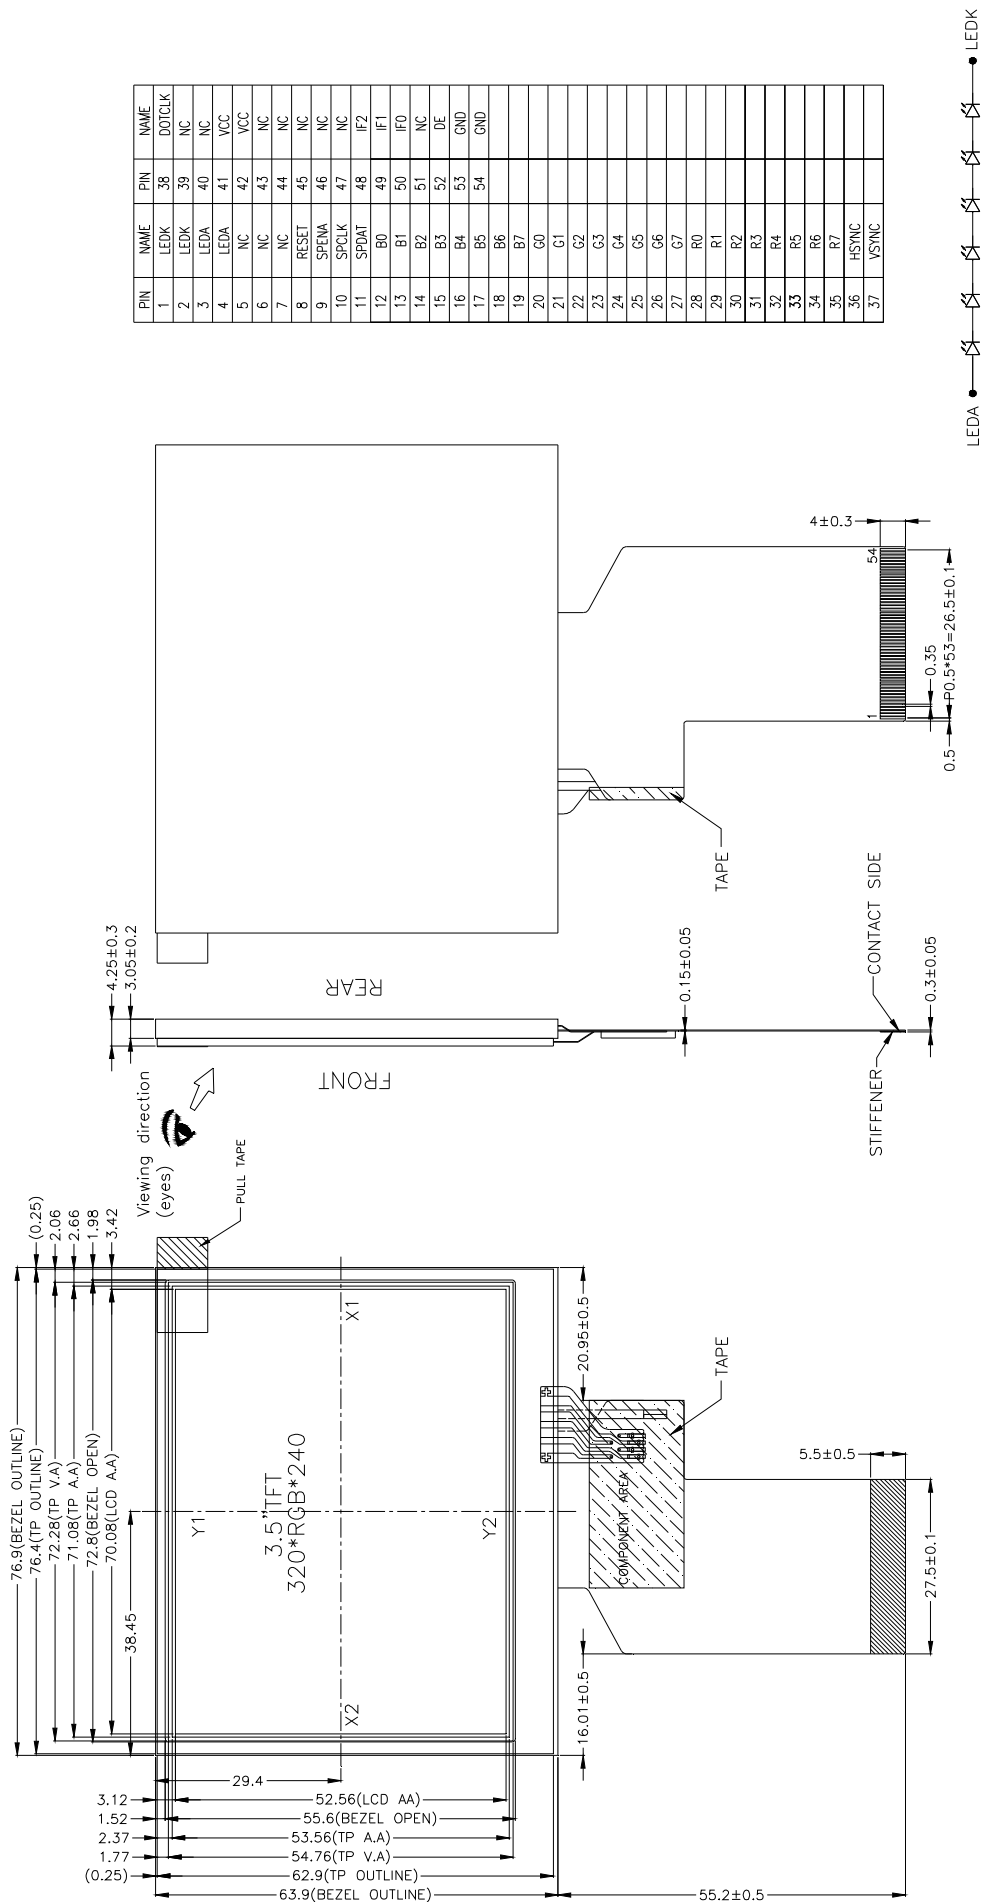 PIN NAME PIN NAME
1 LEDK 38 DOTCLK
2 LEDK 39 NC
3 LEDA 40 NC
4 LEDA 41 VCC
5 NC 42 VCC
6 NC 43 NC
7 NC 44 NC
8 RESET 45 NC
9 SPENA 46 NC
10 SPCLK 47 NC
11 SPDAT 48 IF2
12 B0 49 IF1
13 B1 50 IF0
14 B2 51 NC
15 B3 52 DE
16 B4 53 GND
17 B5 54 GND
18 B6
19 B7
20 G0
21 G1
22 G2
23 G3
24 G4
25 G5
26 G6
27 G7
28 R0
29 R1
30 R2
31 R3
32 R4
33 R5
34 R6
35 R7
36 HSYNC
37 VSYNC
LEDA
LEDK
4±0.3
54
1
P0.5*53=26.5±0.1
0.35
0.5
TAPE
REAR
4.25±0.3
3.05±0.2
FRONT
0.15±0.05
CONTACT SIDE
STIFFENER
0.3±0.05
Viewing direction
(eyes)
PULL TAPE
76.9(BEZEL OUTLINE)
(0.25)
76.4(TP OUTLINE)
2.06
72.28(TP V.A)
2.66
71.08(TP A.A)
1.98
72.8(BEZEL OPEN)
3.42
70.08(LCD A.A)
38.45
X1
X2
Y1
Y2
3.5"TFT
320*RGB*240
29.4
3.12
52.56(LCD AA)
1.52
55.6(BEZEL OPEN)
2.37
53.56(TP A.A)
1.77
54.76(TP V.A)
(0.25)
62.9(TP OUTLINE)
63.9(BEZEL OUTLINE)
55.2±0.5
20.95±0.5
16.01±0.5
COMPONENT AREA
TAPE
5.5±0.5
27.5±0.1